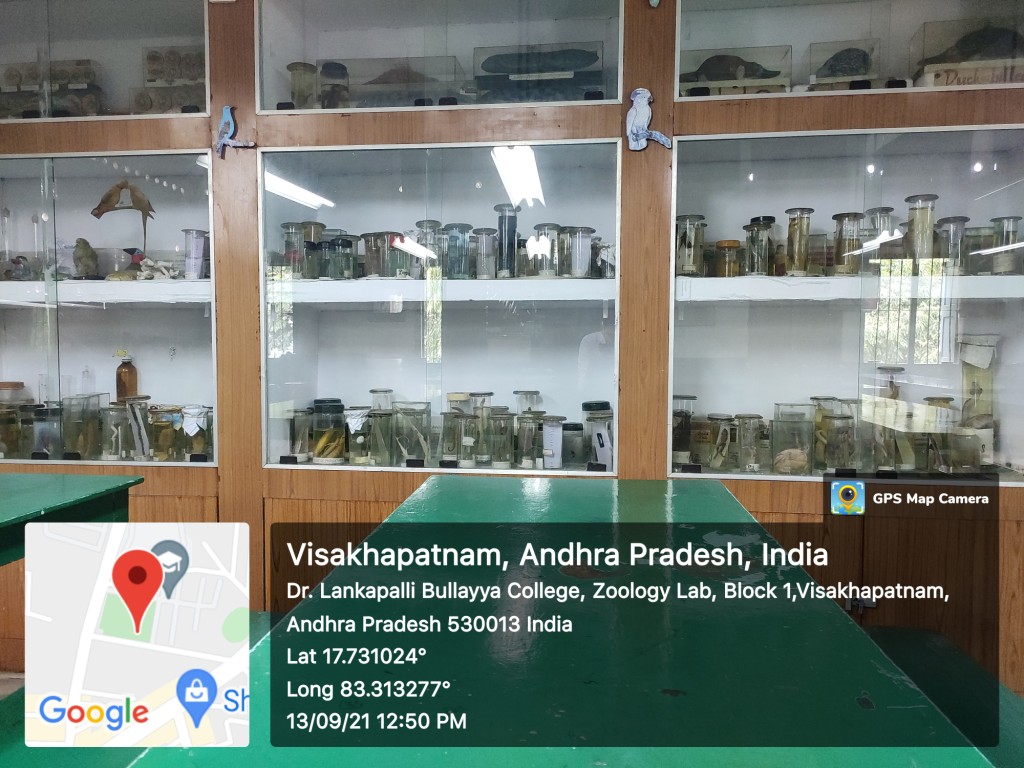 GPS Map Camera
Visakhapatnam, Andhra Pradesh, India
Dr. Lankapalli Bullayya College, Zoology Lab, Block 1,Visakhapatnam,
Andhra Pradesh 530013 India
Lat 17.731024°
Long 83.313277°
13/09/21 12:50 PM
Google
Sh